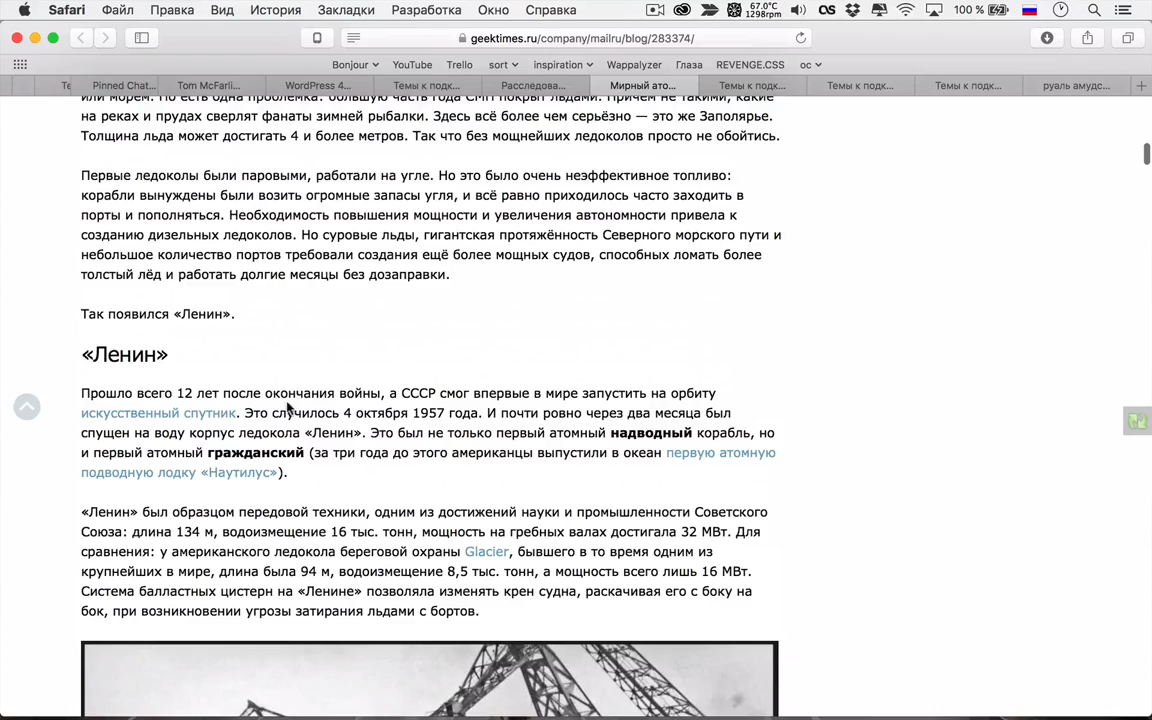 Safari Файл Правка Вид История Закладки Разработка Окно Справка 67.0°C 1298rpm 100 %
geektimes.ru/company/mailru/blog/283374/
Bonjour YouTube Trello sort inspiration Wappalyzer Глаза REVENGE.CSS ос
Те Pinned Chat... Tom McFarli... WordPress 4... Темы к подк... Расследова... Мирный ато... Темы к подк... Темы к подк... Темы к подк... руаль амудс...
или морем. Но есть одна проблемка: большую часть года СМП покрыт льдами. Причём не такими, какие
на реках и прудах сверлят фанаты зимней рыбалки. Здесь всё более чем серьёзно — это же Заполярье.
Толщина льда может достигать 4 и более метров. Так что без мощнейших ледоколов просто не обойтись.
Первые ледоколы были паровыми, работали на угле. Но это было очень неэффективное топливо:
корабли вынуждены были возить огромные запасы угля, и всё равно приходилось часто заходить в
порты и пополняться. Необходимость повышения мощности и увеличения автономности привела к
созданию дизельных ледоколов. Но суровые льды, гигантская протяжённость Северного морского пути и
небольшое количество портов требовали создания ещё более мощных судов, способных ломать более
толстый лёд и работать долгие месяцы без дозаправки.
Так появился «Ленин».
«Ленин»
Прошло всего 12 лет после окончания войны, а СССР смог впервые в мире запустить на орбиту
искусственный спутник. Это случилось 4 октября 1957 года. И почти ровно через два месяца был
спущен на воду корпус ледокола «Ленин». Это был не только первый атомный надводный корабль, но
и первый атомный гражданский (за три года до этого американцы выпустили в океан первую атомную
подводную лодку «Наутилус»).
«Ленин» был образцом передовой техники, одним из достижений науки и промышленности Советского
Союза: длина 134 м, водоизмещение 16 тыс. тонн, мощность на гребных валах достигала 32 МВт. Для
сравнения: у американского ледокола береговой охраны Glacier, бывшего в то время одним из
крупнейших в мире, длина была 94 м, водоизмещение 8,5 тыс. тонн, а мощность всего лишь 16 МВт.
Система балластных цистерн на «Ленине» позволяла изменять крен судна, раскачивая его с боку на
бок, при возникновении угрозы затирания льдами с бортов.